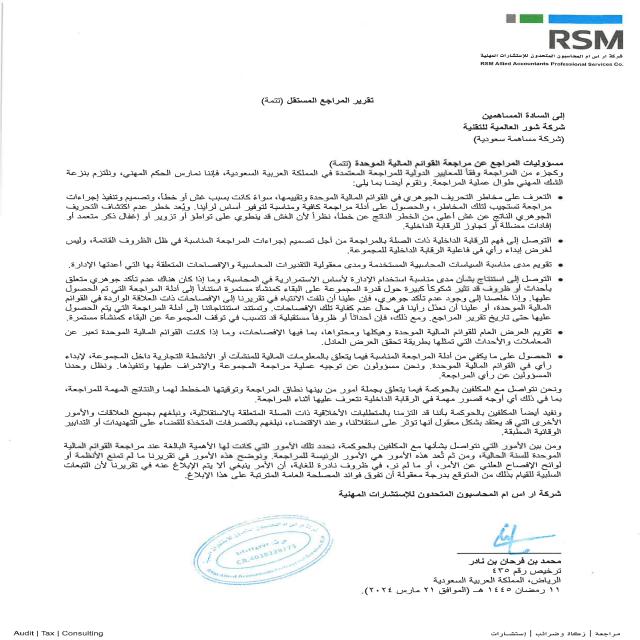 RSM
شركة ار اس ام المحاسبون المتحدون للإستشارات المهنية
RSM Allied Accountants Professional Services Co.
تقرير المراجع المستقل (تتمة)
إلى السادة المساهمين
شركة شور العالمية للتقنية
(شركة مساهمة سعودية)
مسؤوليات المراجع عن مراجعة القوائم المالية الموحدة (تتمة)
وكجزء من المراجعة وفقاً للمعايير الدولية للمراجعة المعتمدة في المملكة العربية السعودية، فإننا نمارس الحكم المهني، ونلتزم بنزعة
الشك المهني طوال عملية المراجعة. ونقوم أيضا بما يلي:
• التعرف على مخاطر التحريف الجوهري في القوائم المالية الموحدة وتقييمها، سواءً كانت بسبب غش أو خطأ، وتصميم وتنفيذ إجراءات
مراجعة تستجيب لتلك المخاطر، والحصول على أدلة مراجعة كافية ومناسبة لتوفير أساس لرأينا. ويُعد خطر عدم اكتشاف التحريف
الجوهري الناتج عن غش أعلى من الخطر الناتج عن خطأ، نظراً لأن الغش قد ينطوي على تواطؤ أو تزوير أو إغفال ذكر متعمد أو
إفادات مضللة أو تجاوز للرقابة الداخلية.
• التوصل إلى فهم للرقابة الداخلية ذات الصلة بالمراجعة من أجل تصميم إجراءات المراجعة المناسبة في ظل الظروف القائمة، وليس
لغرض إبداء رأي في فاعلية الرقابة الداخلية للمجموعة.
• تقويم مدى مناسبة السياسات المحاسبية المستخدمة ومدى معقولية التقديرات المحاسبية والإفصاحات المتعلقة بها التي أعدتها الإدارة.
• التوصل إلى استنتاج بشأن مدى مناسبة استخدام الإدارة لأساس الاستمرارية في المحاسبة، وما إذا كان هناك عدم تأكد جوهري متعلق
بأحداث أو ظروف قد تثير شكوكاً كبيرة حول قدرة المجموعة على البقاء كمنشأة مستمرة استناداً إلى أدلة المراجعة التي تم الحصول
عليها. وإذا خلصنا إلى وجود عدم تأكد جوهري، فإن علينا أن نلفت الانتباه في تقريرنا إلى الإفصاحات ذات العلاقة الواردة في القوائم
المالية الموحدة، أو علينا أن نعدّل رأينا في حال عدم كفاية تلك الإفصاحات. وتستند استنتاجاتنا إلى أدلة المراجعة التي يتم الحصول
عليها حتى تاريخ تقرير المراجع. ومع ذلك، فإن أحداثاً أو ظروفاً مستقبلية قد تتسبب في توقف المجموعة عن البقاء كمنشأة مستمرة.
• تقويم العرض العام للقوائم المالية الموحدة وهيكلها ومحتواها، بما فيها الإفصاحات، وما إذا كانت القوائم المالية الموحدة تعبر عن
المعاملات والأحداث التي تمثلها بطريقة تحقق العرض العادل.
• الحصول على ما يكفي من أدلة المراجعة المناسبة فيما يتعلق بالمعلومات المالية للمنشآت أو الأنشطة التجارية داخل المجموعة، لإبداء
رأي في القوائم المالية الموحدة. ونحن مسؤولون عن توجيه عملية مراجعة المجموعة والإشراف عليها وتنفيذها. ونظل وحدنا
المسؤولين عن رأي المراجعة.
ونحن نتواصل مع المكلفين بالحوكمة فيما يتعلق بجملة أمور من بينها نطاق المراجعة وتوقيتها المخطط لهما والنتائج المهمة للمراجعة،
بما في ذلك أي أوجه قصور مهمة في الرقابة الداخلية نتعرف عليها أثناء المراجعة.
ونفيد أيضاً المكلفين بالحوكمة بأننا قد التزمنا بالمتطلبات الأخلاقية ذات الصلة المتعلقة بالاستقلالية، ونبلغهم بجميع العلاقات والأمور
الأخرى التي قد يعتقد بشكل معقول أنها تؤثر على استقلالنا، وعند الاقتضاء، نبلغهم بالتصرفات المتخذة للقضاء على التهديدات أو التدابير
الوقائية المطبقة.
ومن بين الأمور التي نتواصل بشأنها مع المكلفين بالحوكمة، نحدد تلك الأمور التي كانت لها الأهمية البالغة عند مراجعة القوائم المالية
الموحدة للسنة الحالية، ومن ثم تُعد هذه الأمور هي الأمور الرئيسة للمراجعة. ونوضح هذه الأمور في تقريرنا ما لم تمنع الأنظمة أو
لوائح الإفصاح العلني عن الأمر، أو ما لم نر، في ظروف نادرة للغاية، أن الأمر ينبغي ألا يتم الإبلاغ عنه في تقريرنا لأن التبعات
السلبية للقيام بذلك من المتوقع بدرجة معقولة أن تفوق فوائد المصلحة العامة المترتبة على هذا الإبلاغ.
شركة ار اس ام المحاسبون المتحدون للإستشارات المهنية
محمد بن فرحان بن نادر
ترخيص رقم ٤٣٥
الرياض، المملكة العربية السعودية
١١ رمضان ١٤٤٥ هـ (الموافق ٢١ مارس ٢٠٢٤)
Audit | Tax | Consulting
مراجعة | زكاة وضرائب | إستشارات